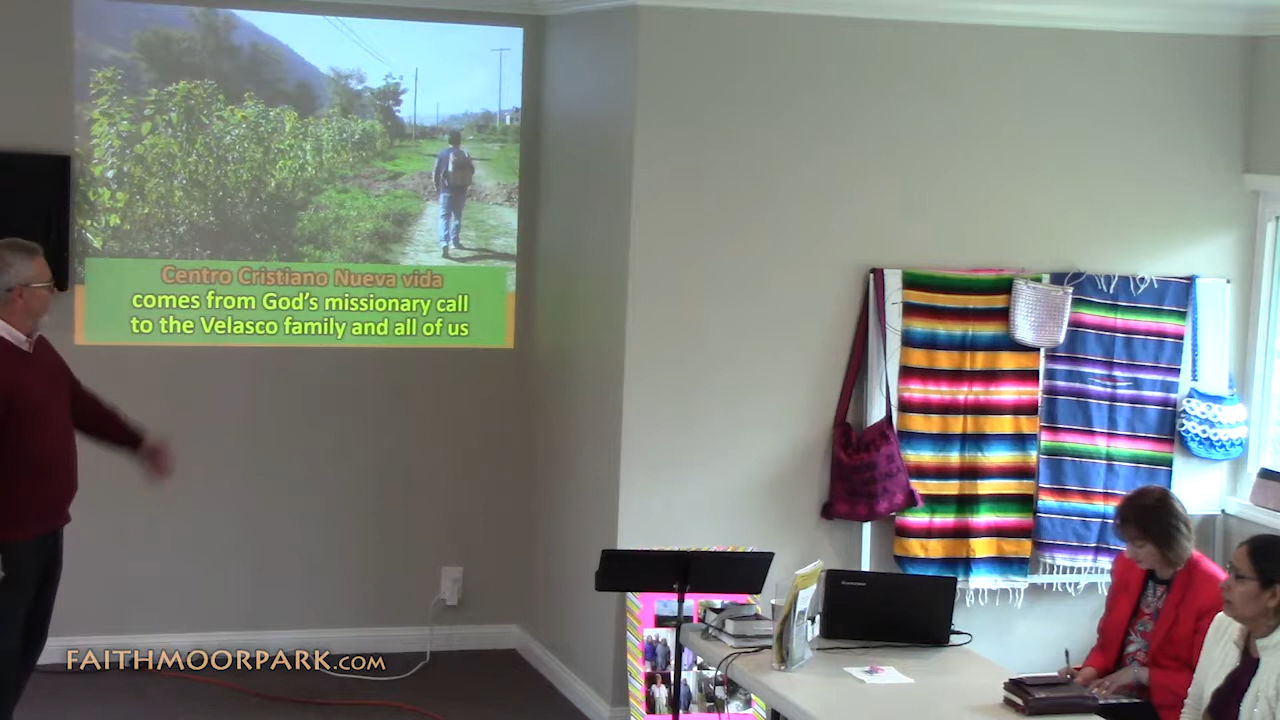 Centro Cristiano Nueva vida
comes from God's missionary call
to the Velasco family and all of us
lenovo
FAITHMOORPARK.COM